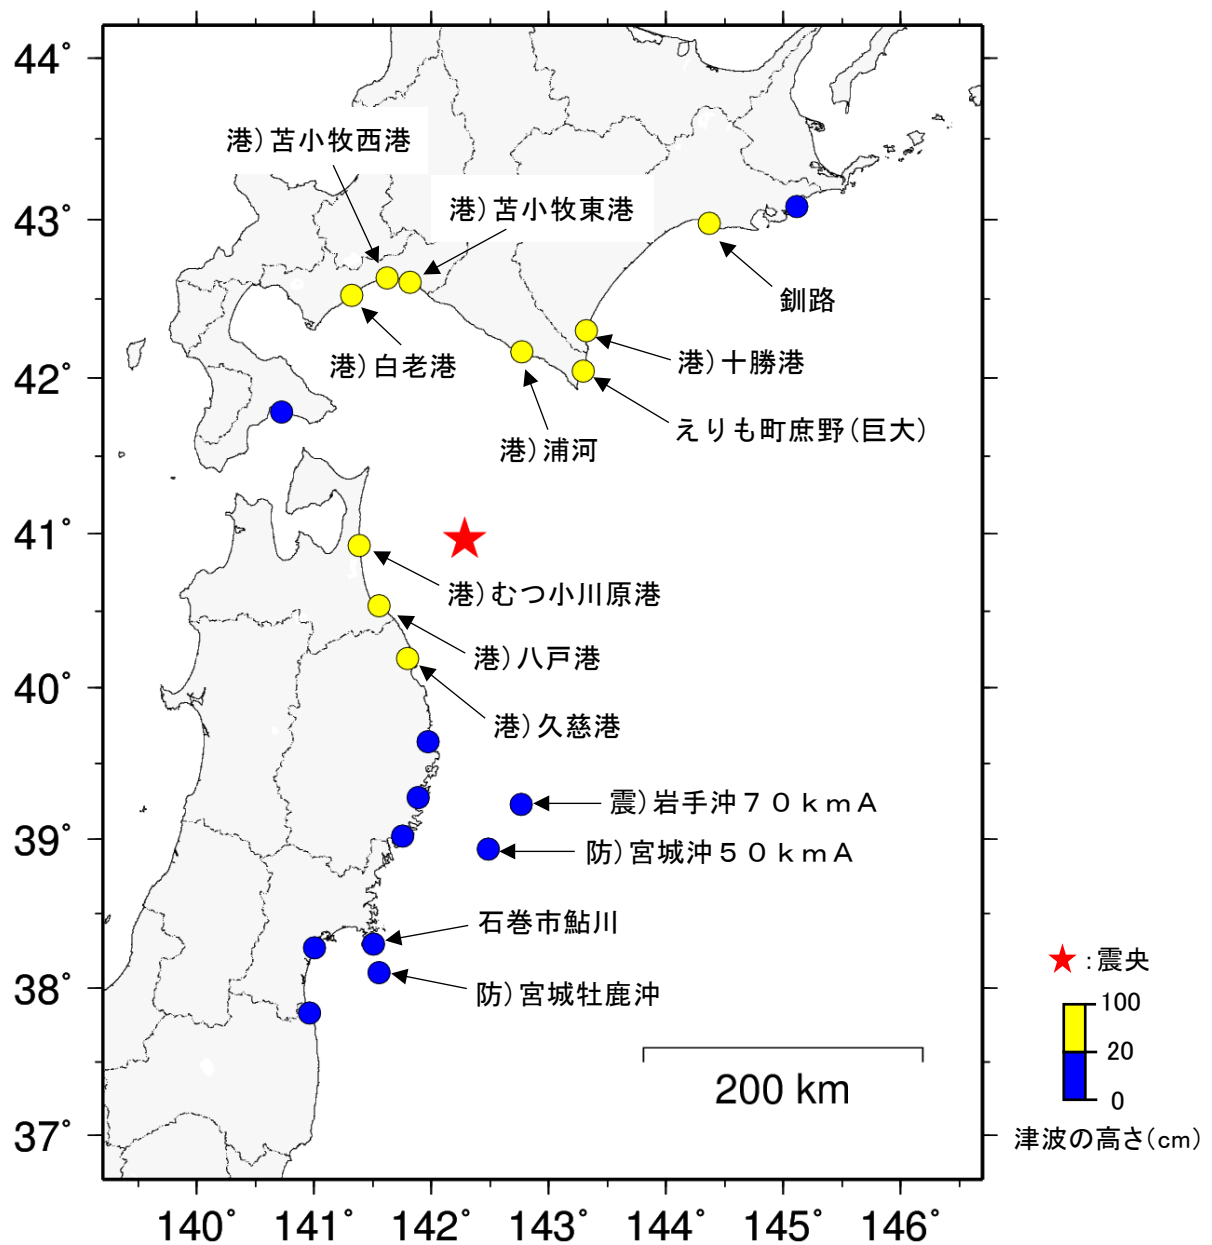 44°
43°
42°
41°
40°
39°
38°
37°
140°
141°
142°
143°
144°
145°
146°
港）苫小牧西港
港）苫小牧東港
釧路
港）白老港
港）十勝港
えりも町庶野（巨大）
港）浦河
港）むつ小川原港
港）八戸港
港）久慈港
震）岩手沖７０ｋｍＡ
防）宮城沖５０ｋｍＡ
石巻市鮎川
防）宮城牡鹿沖
200 km
：震央
100
20
0
津波の高さ（cm）